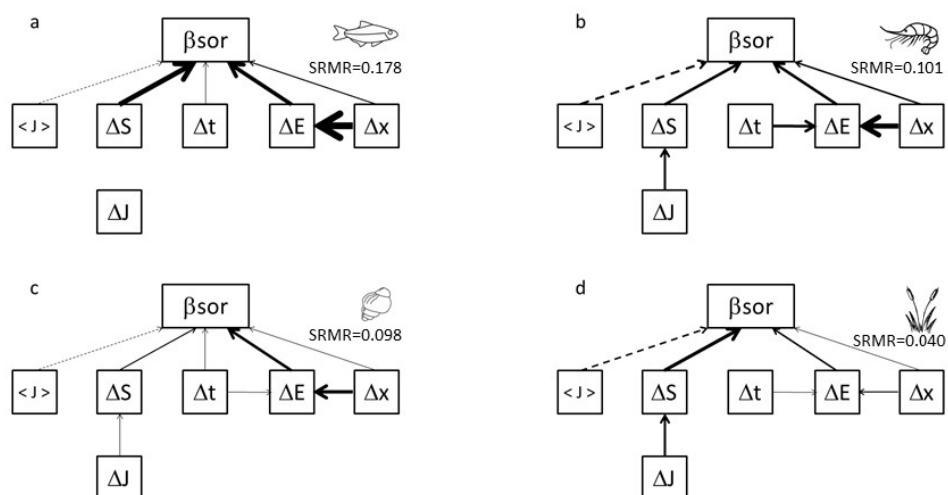 a
βsor
SRMR=0.178
< J >
ΔS
Δt
ΔE
Δx
ΔJ
b
βsor
SRMR=0.101
< J >
ΔS
Δt
ΔE
Δx
ΔJ
c
βsor
SRMR=0.098
< J >
ΔS
Δt
ΔE
Δx
ΔJ
d
βsor
SRMR=0.040
< J >
ΔS
Δt
ΔE
Δx
ΔJ